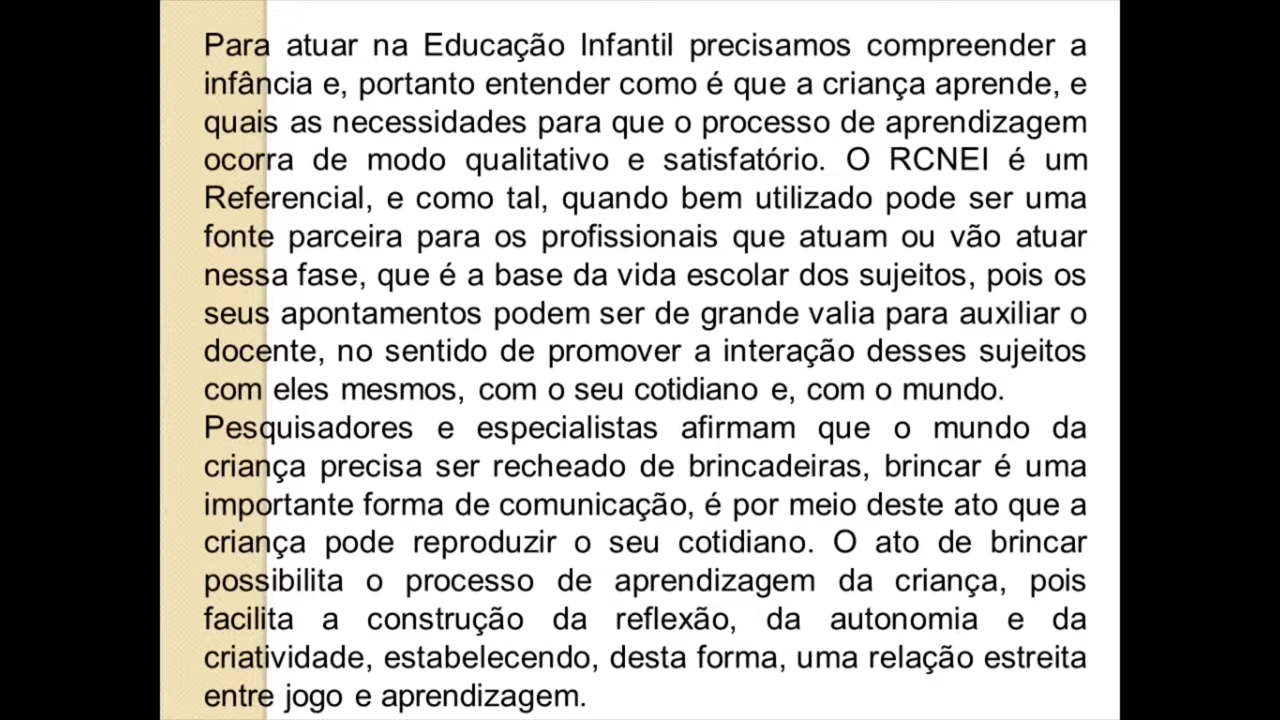 Para atuar na Educação Infantil precisamos compreender a
infância e, portanto entender como é que a criança aprende, e
quais as necessidades para que o processo de aprendizagem
ocorra de modo qualitativo e satisfatório. O RCNEI é um
Referencial, e como tal, quando bem utilizado pode ser uma
fonte parceira para os profissionais que atuam ou vão atuar
nessa fase, que é a base da vida escolar dos sujeitos, pois os
seus apontamentos podem ser de grande valia para auxiliar o
docente, no sentido de promover a interação desses sujeitos
com eles mesmos, com o seu cotidiano e, com o mundo.
Pesquisadores e especialistas afirmam que o mundo da
criança precisa ser recheado de brincadeiras, brincar é uma
importante forma de comunicação, é por meio deste ato que a
criança pode reproduzir o seu cotidiano. O ato de brincar
possibilita o processo de aprendizagem da criança, pois
facilita a construção da reflexão, da autonomia e da
criatividade, estabelecendo, desta forma, uma relação estreita
entre jogo e aprendizagem.